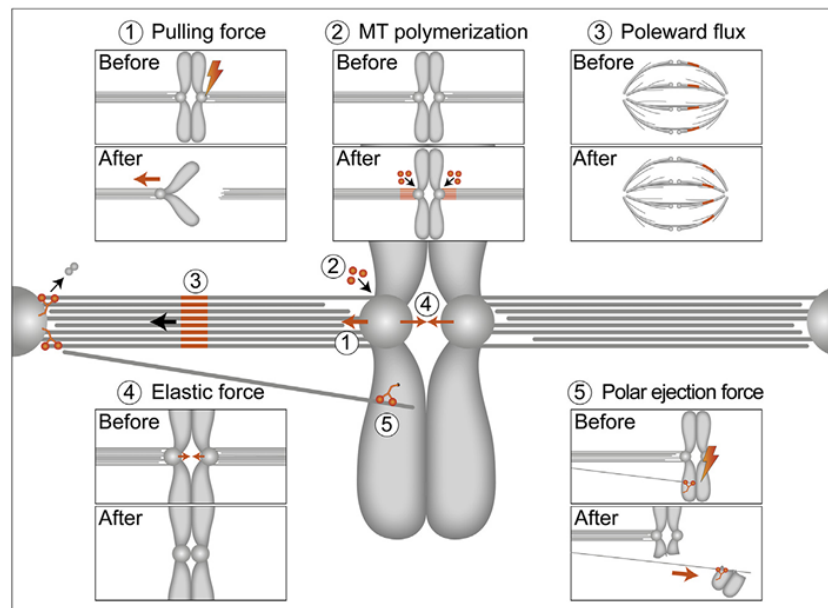 ① Pulling force
② MT polymerization
③ Poleward flux
Before
Before
Before
After
After
After
②
③
④
①
⑤
④ Elastic force
⑤ Polar ejection force
Before
Before
After
After